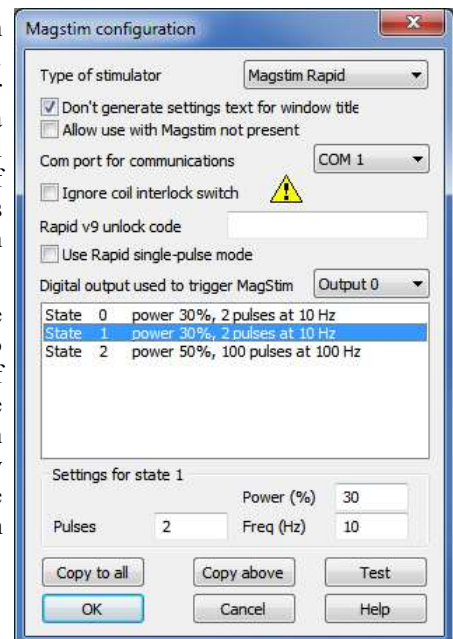 Magstim configuration
Type of stimulator Magstim Rapid
Don't generate settings text for window title
Allow use with Magstim not present
Com port for communications COM 1
Ignore coil interlock switch
Rapid v9 unlock code
Use Rapid single-pulse mode
Digital output used to trigger MagStim Output 0
State 0 power 30%, 2 pulses at 10 Hz
State 1 power 30%, 2 pulses at 10 Hz
State 2 power 50%, 100 pulses at 100 Hz
Settings for state 1
Power (%) 30
Pulses 2 Freq (Hz) 10
Copy to all Copy above Test
OK Cancel Help